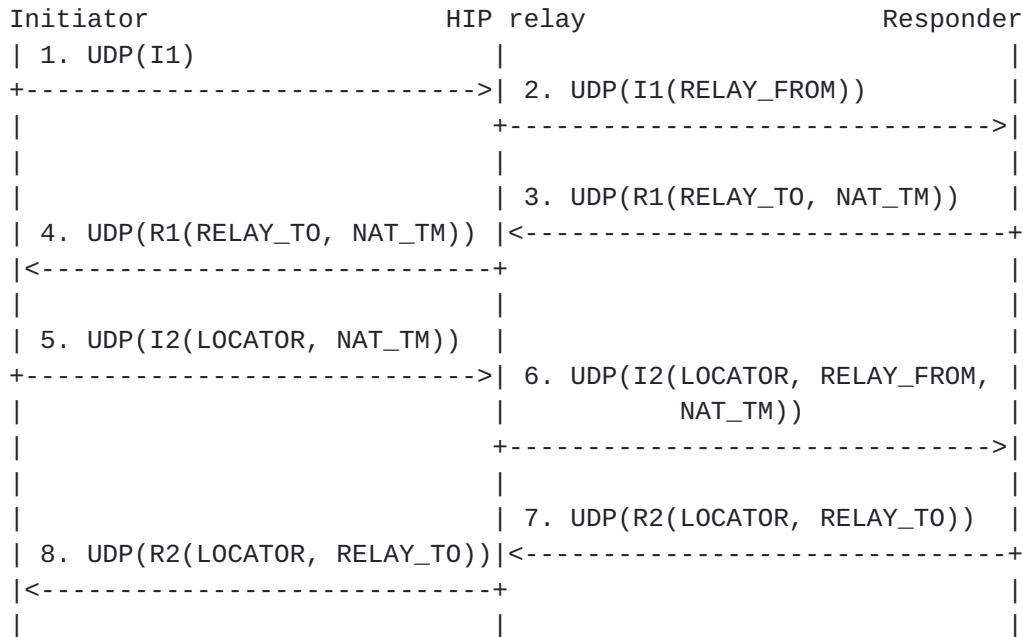 Initiator HIP relay Responder
| 1. UDP(I1) | |
+----------------------------->| 2. UDP(I1(RELAY_FROM)) |
| +------------------------------->|
| | |
| | 3. UDP(R1(RELAY_TO, NAT_TM)) |
| 4. UDP(R1(RELAY_TO, NAT_TM)) |<-------------------------------+
|<-----------------------------+ |
| | |
| 5. UDP(I2(LOCATOR, NAT_TM)) | |
+----------------------------->| 6. UDP(I2(LOCATOR, RELAY_FROM, |
| | NAT_TM)) |
| +------------------------------->|
| | |
| | 7. UDP(R2(LOCATOR, RELAY_TO)) |
| 8. UDP(R2(LOCATOR, RELAY_TO))|<-------------------------------+
|<-----------------------------+ |
| | |